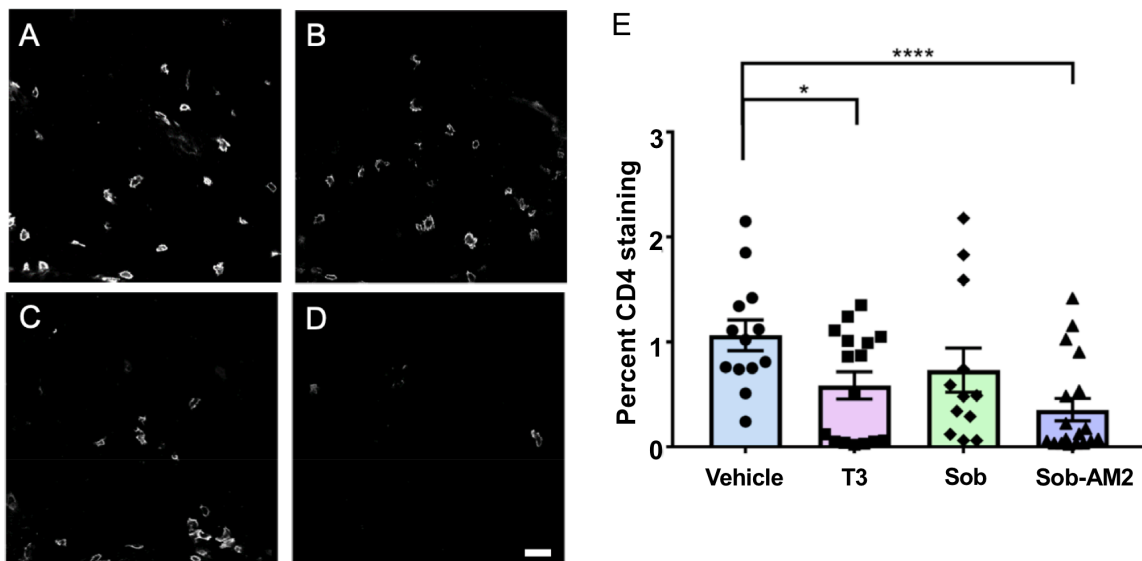 A
B
C
D
E
****
*
Percent CD4 staining
3
2
1
0
Vehicle
T3
Sob
Sob-AM2